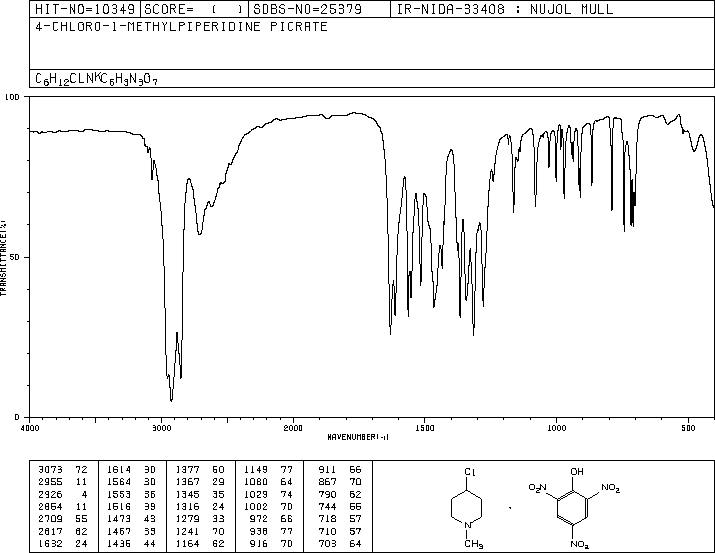 HIT-NO=10349 SCORE= ( ) SDBS-NO=25379 IR-NIDA-33408 : NUJOL MULL
4-CHLORO-1-METHYLPIPERIDINE PICRATE
C6H12CLN·C6H3N3O7
100
TRANSMITTANCE(%)
50
0
4000 3000 2000 1500 1000 500
WAVENUMBER(-1)
3073 72 1614 30 1377 60 1149 77 911 66
2955 11 1564 30 1367 29 1080 64 867 70
2926 4 1553 36 1345 35 1029 74 790 62
2854 11 1516 39 1316 24 1002 70 744 55
2709 55 1473 43 1279 33 972 66 718 57
2617 62 1467 39 1241 70 938 77 710 57
1632 24 1436 44 1164 62 916 70 703 64
Cl
N
CH3
OH
O2N
NO2
NO2